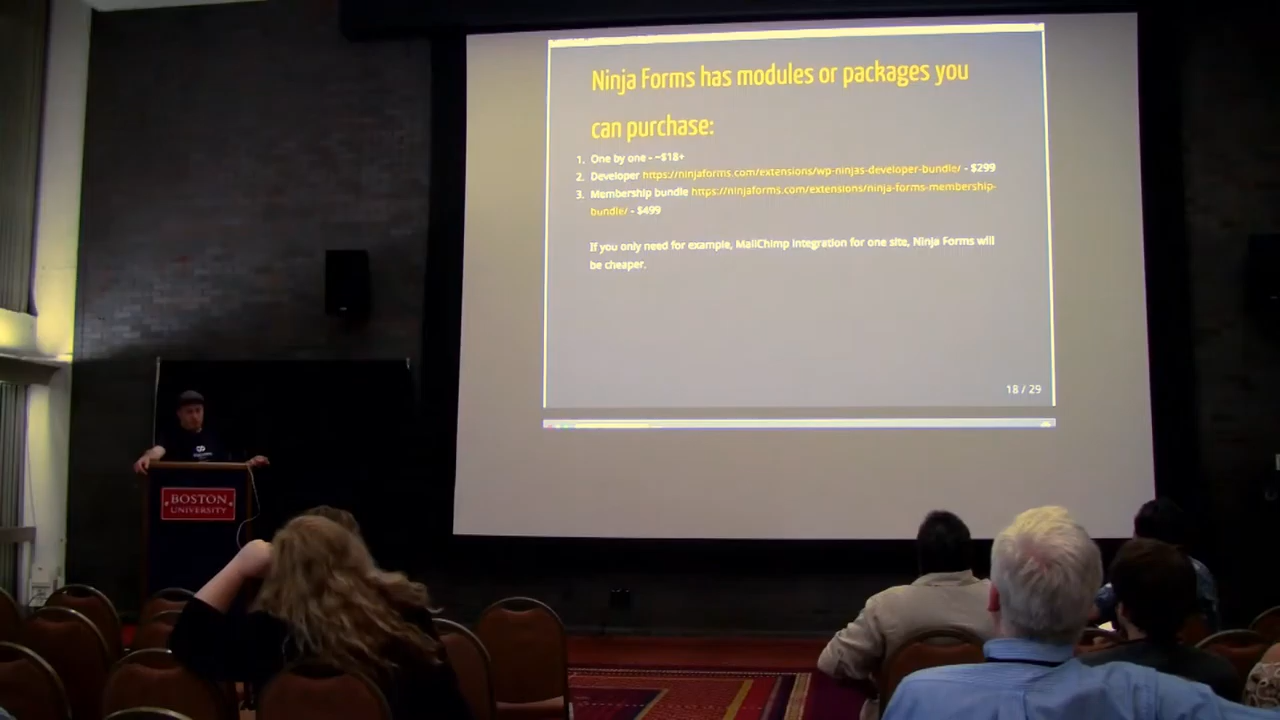 Ninja Forms has modules or packages you
can purchase:
1. One by one - ~$18+
2. Developer https://ninjaforms.com/extensions/wp-ninjas-developer-bundle/ - $299
3. Membership bundle https://ninjaforms.com/extensions/ninja-forms-membership-
bundle/ - $499
If you only need for example, MailChimp integration for one site, Ninja Forms will
be cheaper.
18 / 29
BOSTON
UNIVERSITY